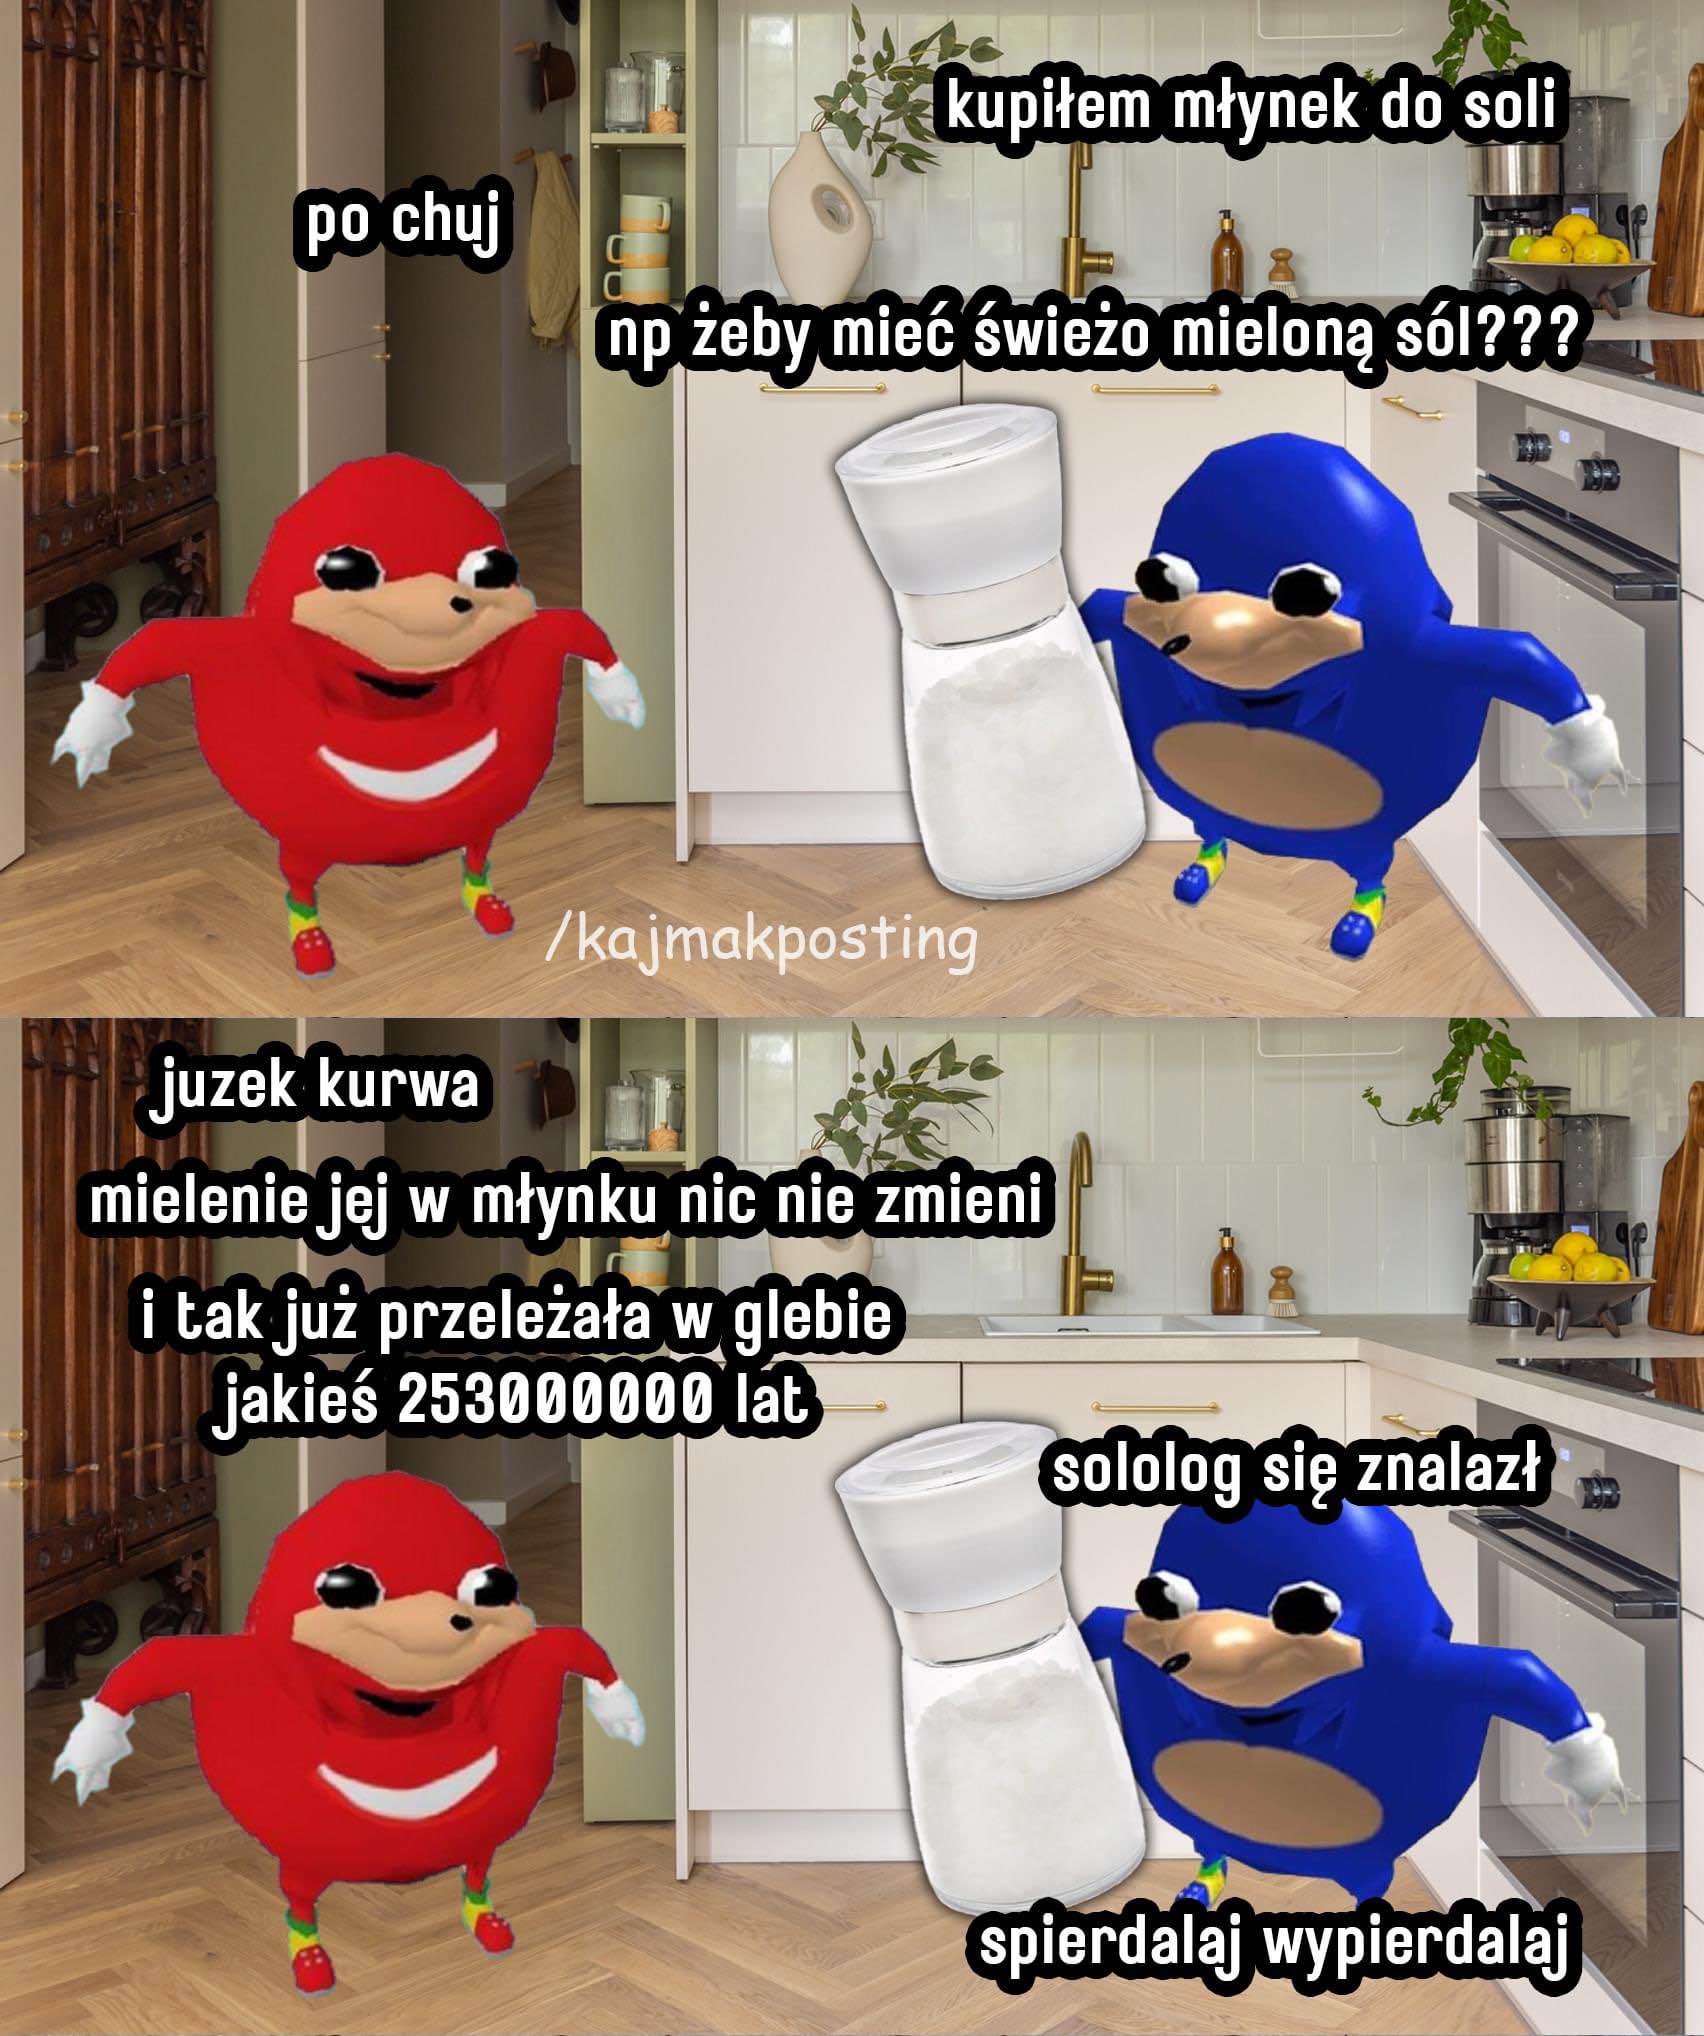 kupiłem młynek do soli
po chuj
np żeby mieć świeżo mieloną sól???
/kajmakposting
juzek kurwa
mielenie jej w młynku nic nie zmieni
i tak już przeleżała w glebie
jakieś 253000000 lat
sololog się znalazł
spierdalaj wypierdalaj